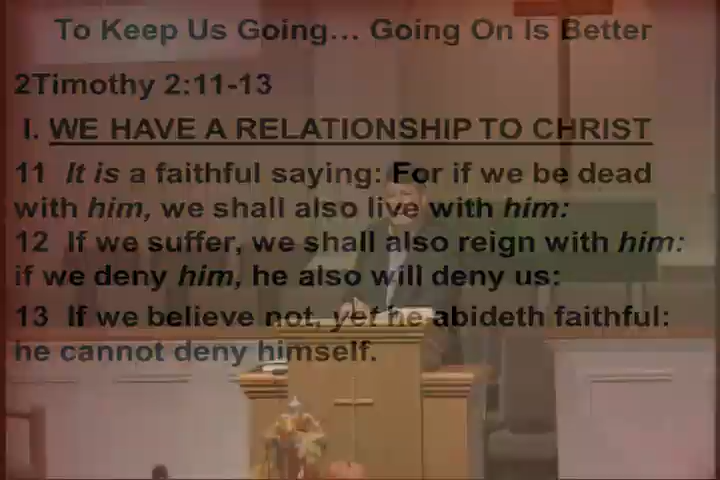 To Keep Us Going... Going On Is Better
2Timothy 2:11-13
I. WE HAVE A RELATIONSHIP TO CHRIST
11 It is a faithful saying: For if we be dead
with him, we shall also live with him:
12 If we suffer, we shall also reign with him:
if we deny him, he also will deny us:
13 If we believe not, yet he abideth faithful:
he cannot deny himself.